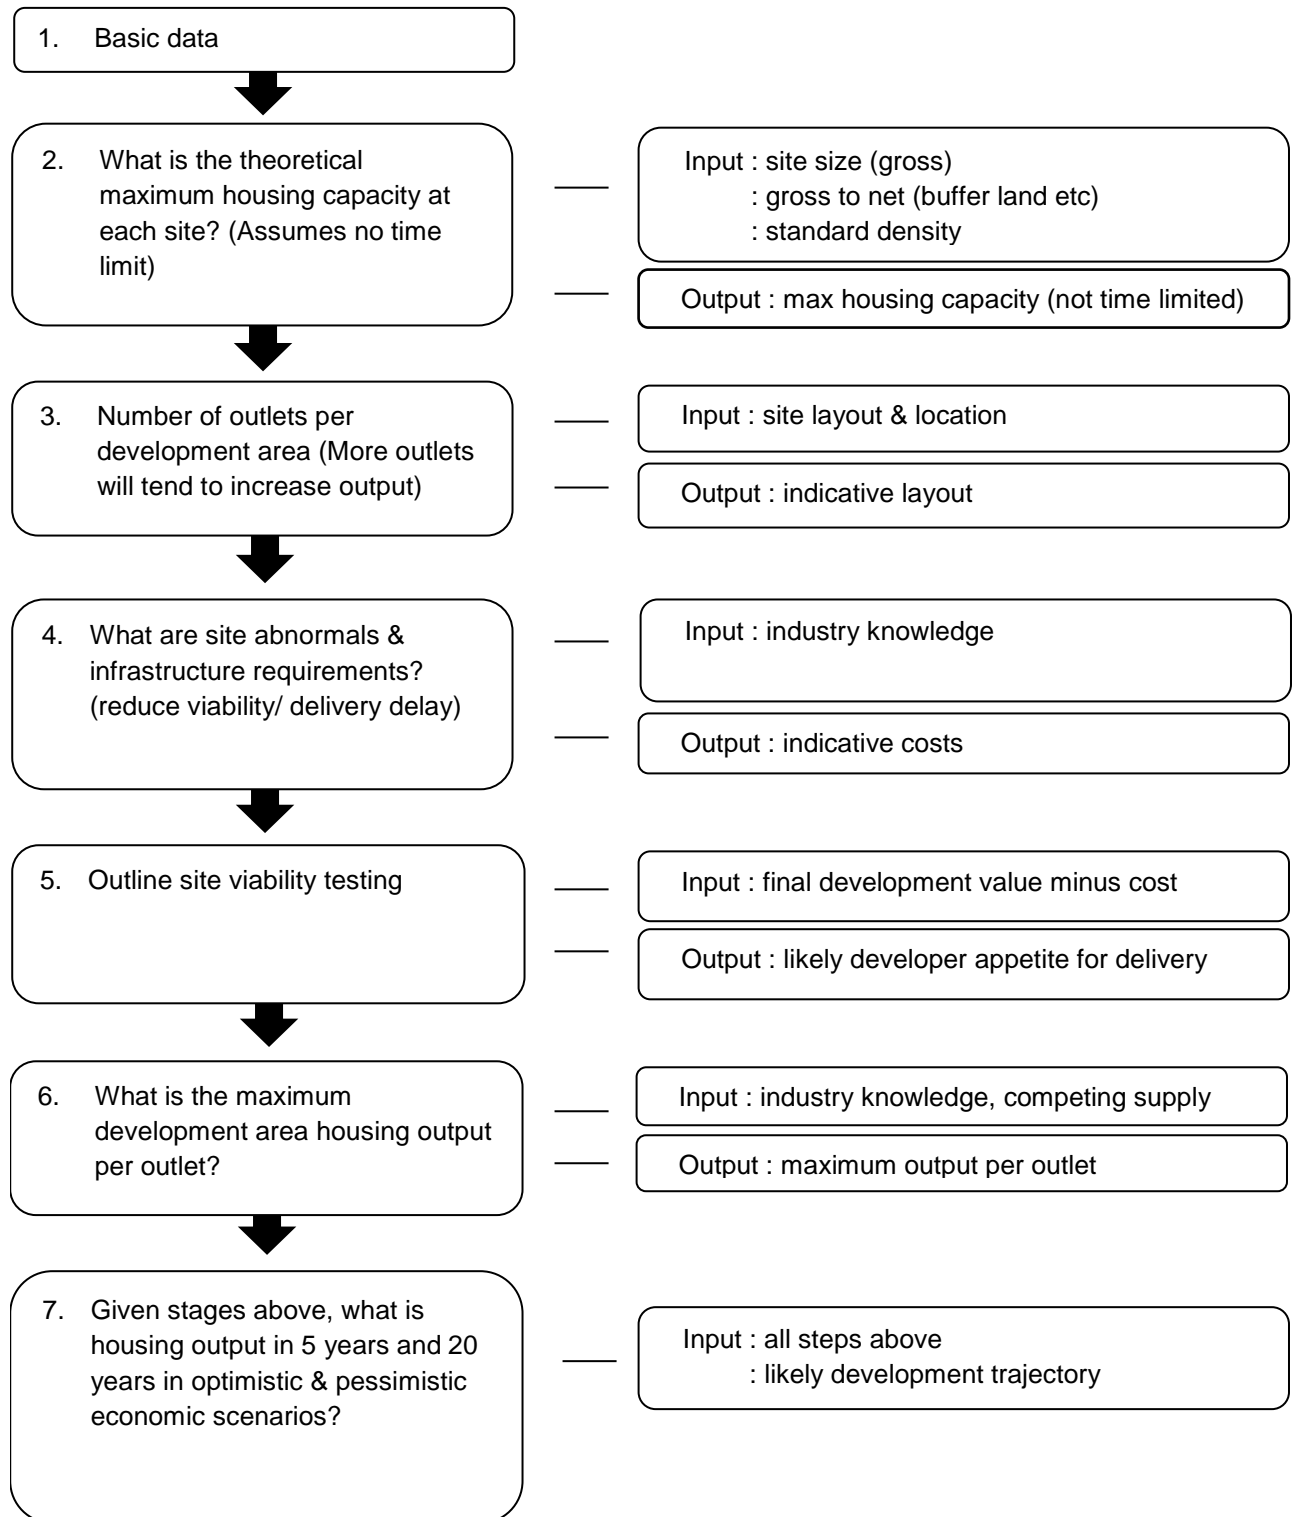 1. Basic data
2. What is the theoretical
maximum housing capacity at
each site? (Assumes no time
limit)
Input : site size (gross)
: gross to net (buffer land etc)
: standard density
Output : max housing capacity (not time limited)
3. Number of outlets per
development area (More outlets
will tend to increase output)
Input : site layout & location
Output : indicative layout
4. What are site abnormals &
infrastructure requirements?
(reduce viability/ delivery delay)
Input : industry knowledge
Output : indicative costs
5. Outline site viability testing
Input : final development value minus cost
Output : likely developer appetite for delivery
6. What is the maximum
development area housing output
per outlet?
Input : industry knowledge, competing supply
Output : maximum output per outlet
7. Given stages above, what is
housing output in 5 years and 20
years in optimistic & pessimistic
economic scenarios?
Input : all steps above
: likely development trajectory